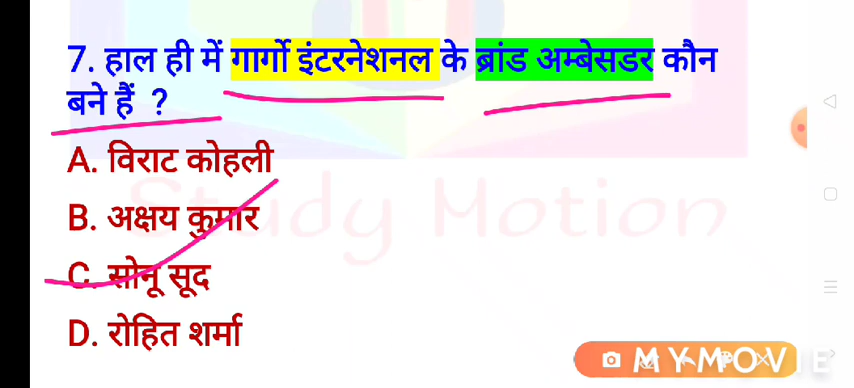 7. हाल ही में गार्गो इंटरनेशनल के ब्रांड अम्बेसडर कौन
बने हैं ?
A. विराट कोहली
B. अक्षय कुमार
C. सोनू सूद
D. रोहित शर्मा
Study Motion
MYMOVIE